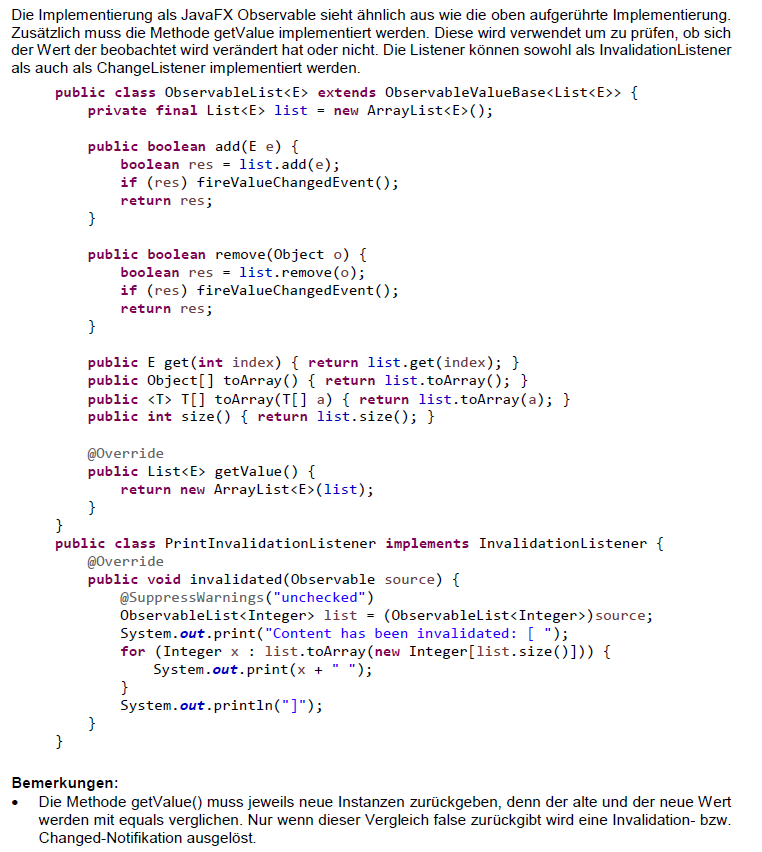 Die Implementierung als JavaFX Observable sieht ähnlich aus wie die oben aufgerührte Implementierung.
Zusätzlich muss die Methode getValue implementiert werden. Diese wird verwendet um zu prüfen, ob sich
der Wert der beobachtet wird verändert hat oder nicht. Die Listener können sowohl als InvalidationListener
als auch als ChangeListener implementiert werden.
public class ObservableList<E> extends ObservableValueBase<List<E>> {
    private final List<E> list = new ArrayList<E>();

    public boolean add(E e) {
        boolean res = list.add(e);
        if (res) fireValueChangedEvent();
        return res;
    }

    public boolean remove(Object o) {
        boolean res = list.remove(o);
        if (res) fireValueChangedEvent();
        return res;
    }

    public E get(int index) { return list.get(index); }
    public Object[] toArray() { return list.toArray(); }
    public <T> T[] toArray(T[] a) { return list.toArray(a); }
    public int size() { return list.size(); }

    @Override
    public List<E> getValue() {
        return new ArrayList<E>(list);
    }
}
public class PrintInvalidationListener implements InvalidationListener {
    @Override
    public void invalidated(Observable source) {
        @SuppressWarnings("unchecked")
        ObservableList<Integer> list = (ObservableList<Integer>)source;
        System.out.print("Content has been invalidated: [ ");
        for (Integer x : list.toArray(new Integer[list.size()])) {
            System.out.print(x + " ");
        }
        System.out.println("]");
    }
}

Bemerkungen:
• Die Methode getValue() muss jeweils neue Instanzen zurückgeben, denn der alte und der neue Wert
werden mit equals verglichen. Nur wenn dieser Vergleich false zurückgibt wird eine Invalidation- bzw.
Changed-Notifikation ausgelöst.